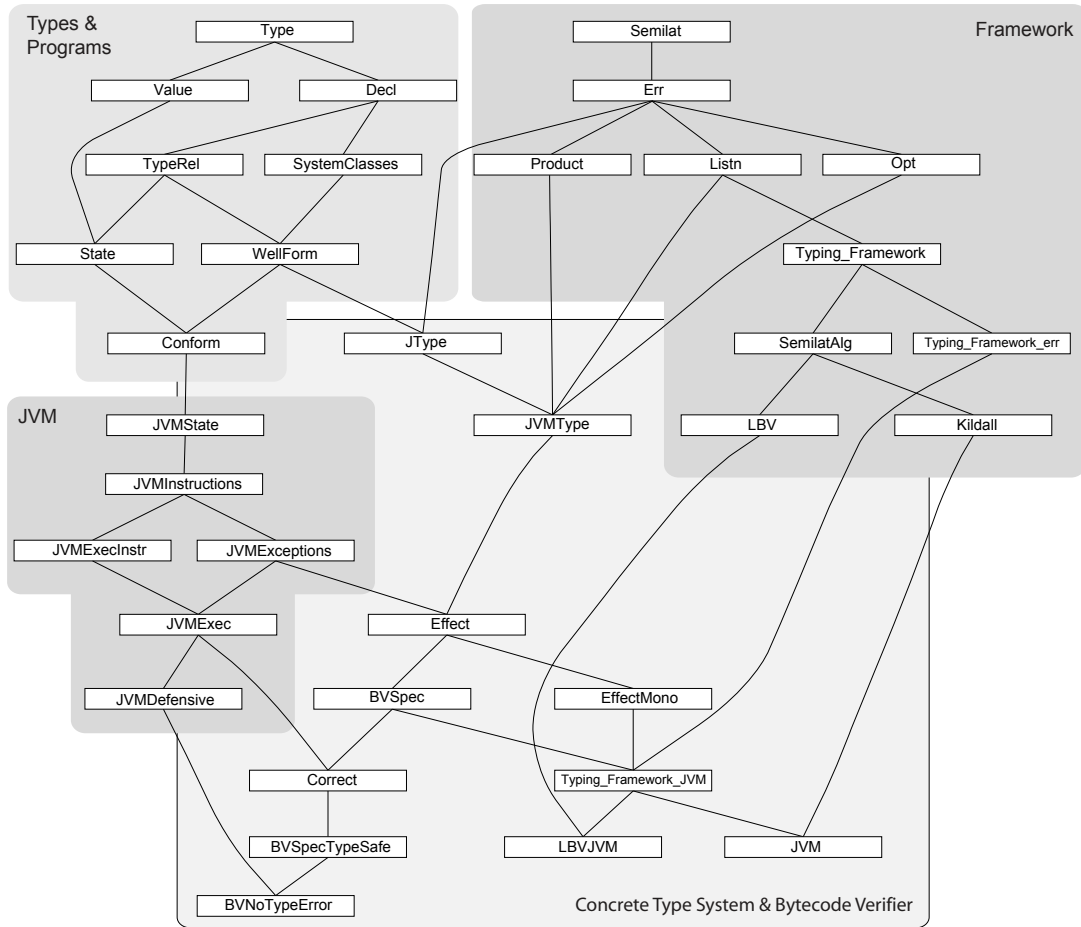 Types &
Programs
Type
Semilat
Framework
Value
Decl
Err
TypeRel
SystemClasses
Product
Listn
Opt
State
WellForm
Typing_Framework
Conform
JType
SemilatAlg
Typing_Framework_err
JVM
JVMState
JVMType
LBV
Kildall
JVMInstructions
JVMExecInstr
JVMExceptions
JVMExec
Effect
JVMDefensive
BVSpec
EffectMono
Correct
Typing_Framework_JVM
BVSpecTypeSafe
LBVJVM
JVM
BVNoTypeError
Concrete Type System & Bytecode Verifier